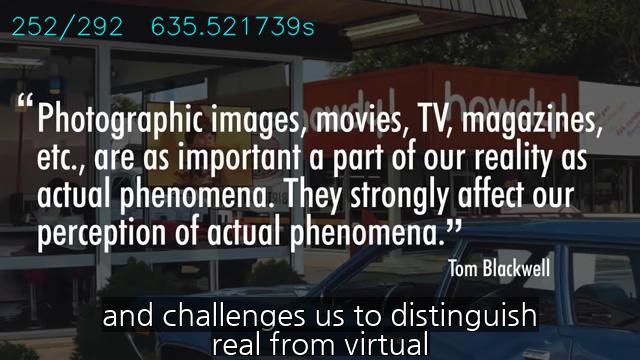 252/292 635.521739s
howdy! howdy!
“Photographic images, movies, TV, magazines,
etc., are as important a part of our reality as
actual phenomena. They strongly affect our
perception of actual phenomena.”
Tom Blackwell
and challenges us to distinguish
real from virtual